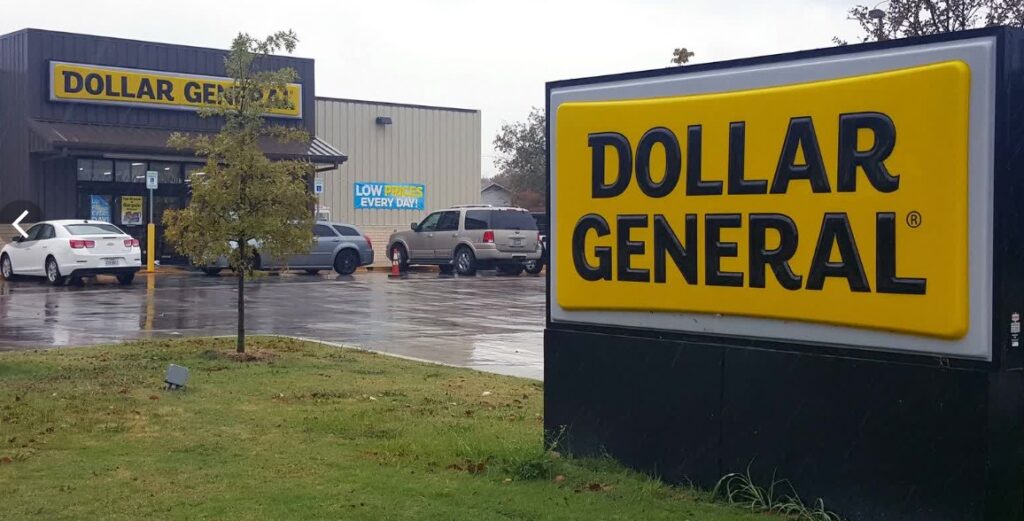 DOLLAR GENERAL
LOW PRICES
EVERY DAY!
DOLLAR
GENERAL®